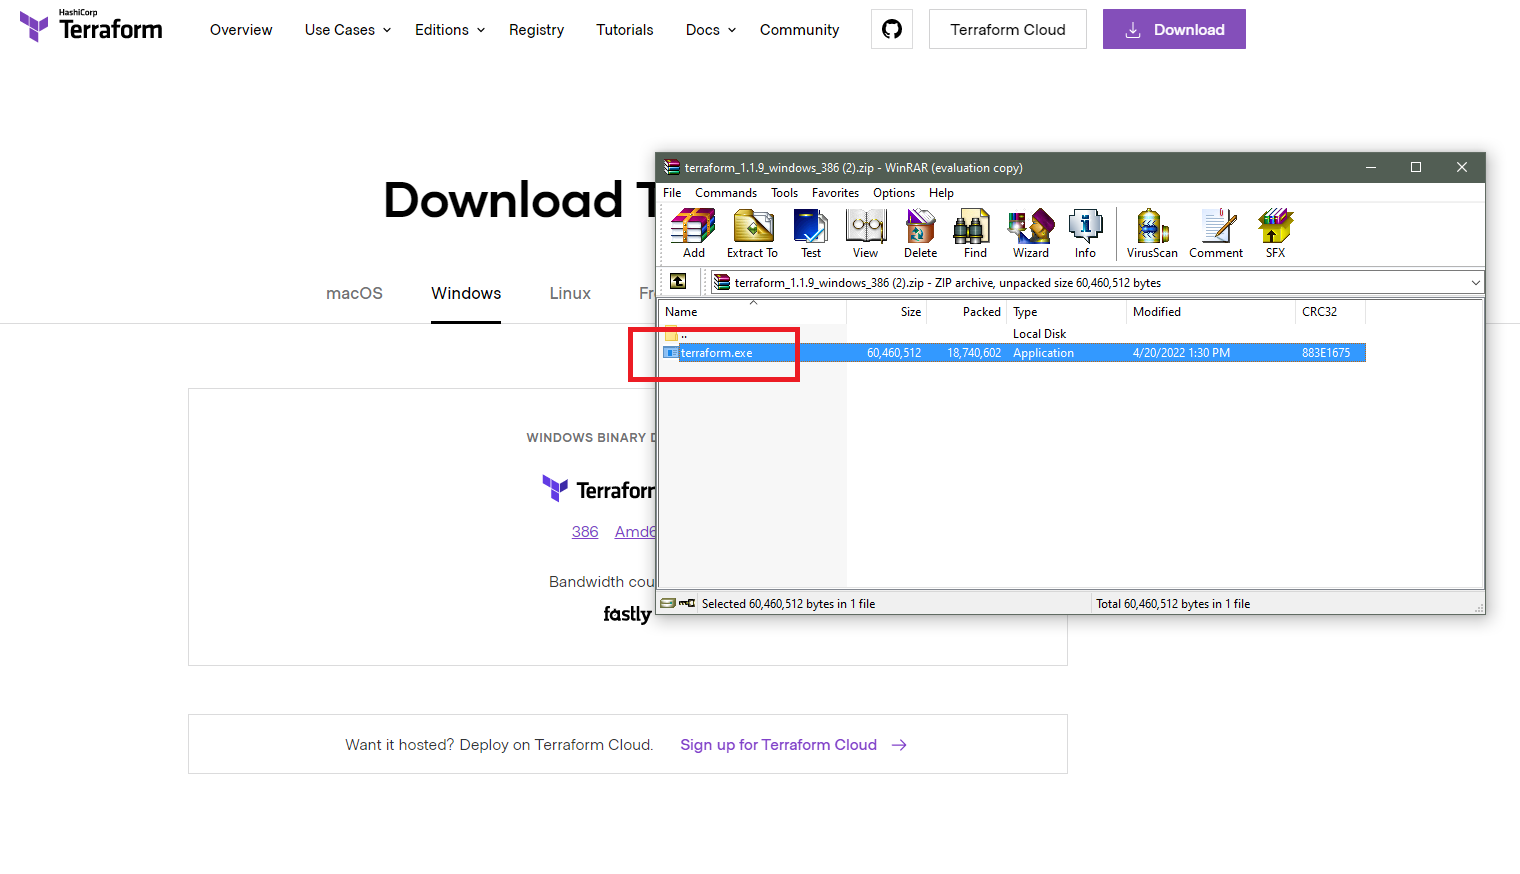 HashiCorp
Terraform
Overview Use Cases Editions Registry Tutorials Docs Community Terraform Cloud Download
Download T
macOS Windows Linux Fr
WINDOWS BINARY D
Terraform
386 Amd6
Bandwidth cou
fastly
Want it hosted? Deploy on Terraform Cloud. Sign up for Terraform Cloud
terraform_1.1.9_windows_386 (2).zip - WinRAR (evaluation copy)
File Commands Tools Favorites Options Help
Add Extract To Test View Delete Find Wizard Info VirusScan Comment SFX
terraform_1.1.9_windows_386 (2).zip - ZIP archive, unpacked size 60,460,512 bytes
Name Size Packed Type Modified CRC32
.. Local Disk
terraform.exe 60,460,512 18,740,602 Application 4/20/2022 1:30 PM 883E1675
Selected 60,460,512 bytes in 1 file Total 60,460,512 bytes in 1 file